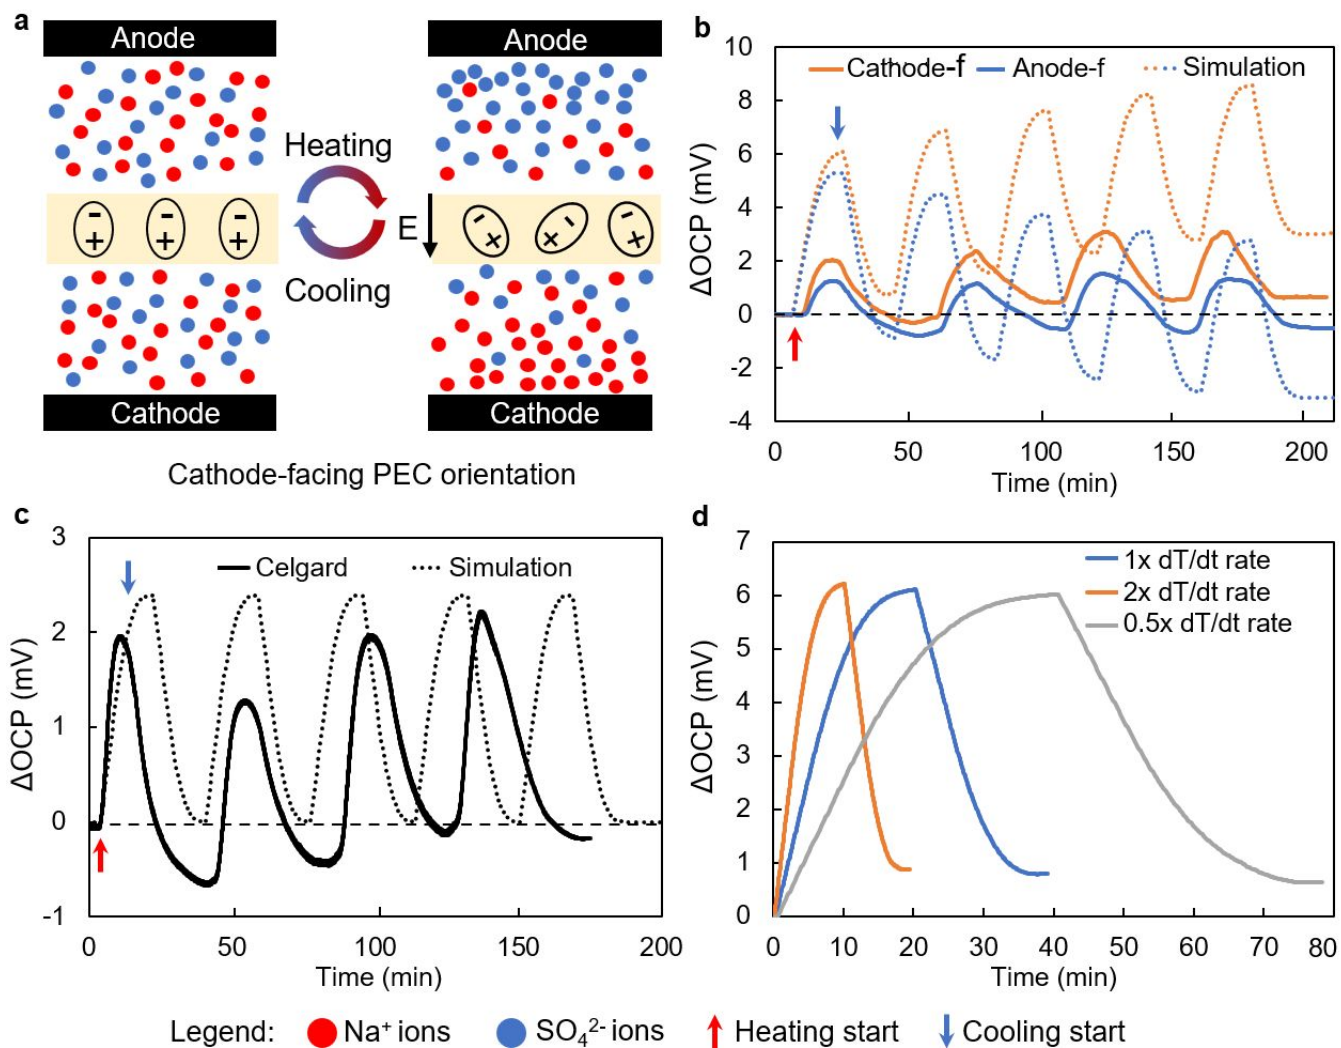 a
Anode
Anode
- - -
+ + +
Heating
Cooling
E
- - -
+ + +
Cathode
Cathode
Cathode-facing PEC orientation
b
10
8
6
4
2
0
-2
-4
ΔOCP (mV)
Cathode-f
Anode-f
Simulation
0
50
100
150
200
Time (min)
c
3
2
1
0
-1
ΔOCP (mV)
Celgard
Simulation
0
50
100
150
200
Time (min)
d
7
6
5
4
3
2
1
0
ΔOCP (mV)
1x dT/dt rate
2x dT/dt rate
0.5x dT/dt rate
0
10
20
30
40
50
60
70
80
Time (min)
Legend: Na⁺ ions SO₄²⁻ ions Heating start Cooling start